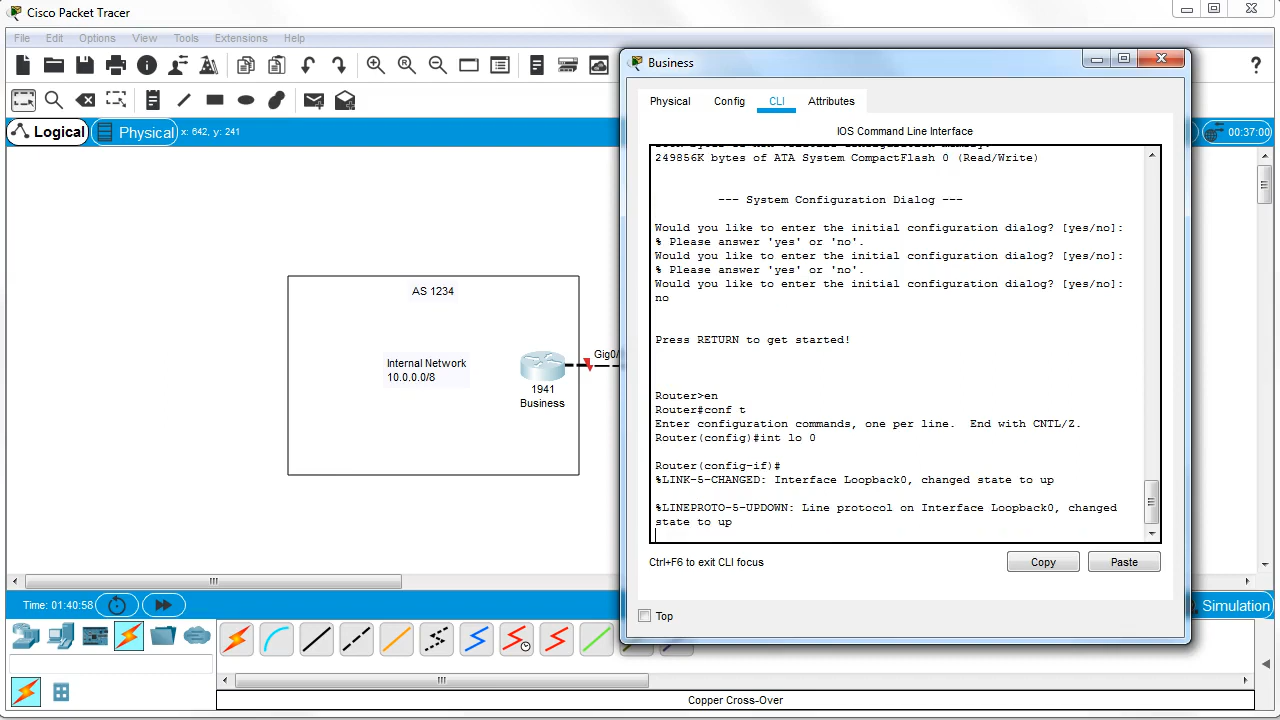 Cisco Packet Tracer
File Edit Options View Tools Extensions Help
?
Logical Physical x: 642, y: 241
00:37:00
AS 1234
Internal Network
10.0.0.0/8
Gig0/
1941
Business
Business
Physical Config CLI Attributes
IOS Command Line Interface
249856K bytes of ATA System CompactFlash 0 (Read/Write)
--- System Configuration Dialog ---
Would you like to enter the initial configuration dialog? [yes/no]:
% Please answer 'yes' or 'no'.
Would you like to enter the initial configuration dialog? [yes/no]:
% Please answer 'yes' or 'no'.
Would you like to enter the initial configuration dialog? [yes/no]:
no
Press RETURN to get started!
Router>en
Router#conf t
Enter configuration commands, one per line.  End with CNTL/Z.
Router(config)#int lo 0
Router(config-if)#
%LINK-5-CHANGED: Interface Loopback0, changed state to up
%LINEPROTO-5-UPDOWN: Line protocol on Interface Loopback0, changed
state to up
Ctrl+F6 to exit CLI focus
Copy Paste
Top
Time: 01:40:58
Simulation
Copper Cross-Over